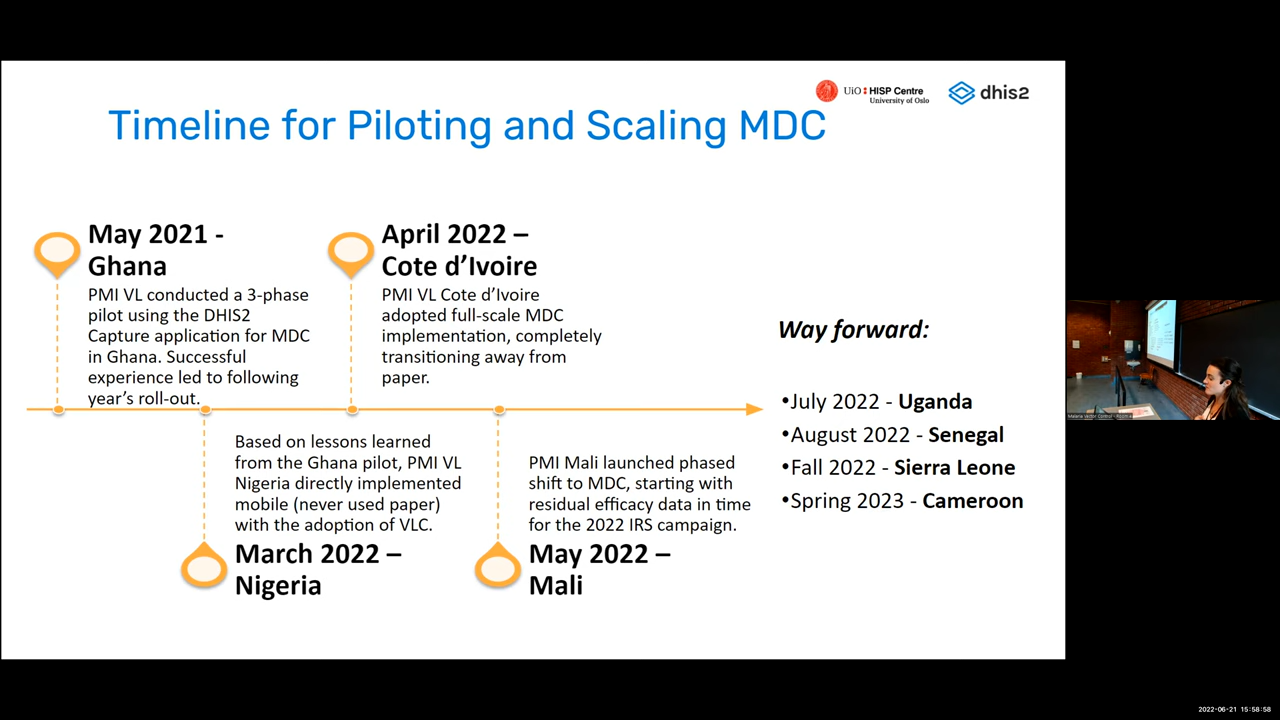 UiO HISP Centre
University of Oslo
dhis2
Timeline for Piloting and Scaling MDC
May 2021 -
Ghana
PMI VL conducted a 3-phase
pilot using the DHIS2
Capture application for MDC
in Ghana. Successful
experience led to following
year's roll-out.
April 2022 –
Cote d'Ivoire
PMI VL Cote d'Ivoire
adopted full-scale MDC
implementation, completely
transitioning away from
paper.
Based on lessons learned
from the Ghana pilot, PMI VL
Nigeria directly implemented
mobile (never used paper)
with the adoption of VLC.
March 2022 –
Nigeria
PMI Mali launched phased
shift to MDC, starting with
residual efficacy data in time
for the 2022 IRS campaign.
May 2022 –
Mali
Way forward:
•July 2022 - Uganda
•August 2022 - Senegal
•Fall 2022 - Sierra Leone
•Spring 2023 - Cameroon
Malaria Vector Control - Room
2022-06-21 15:58:58